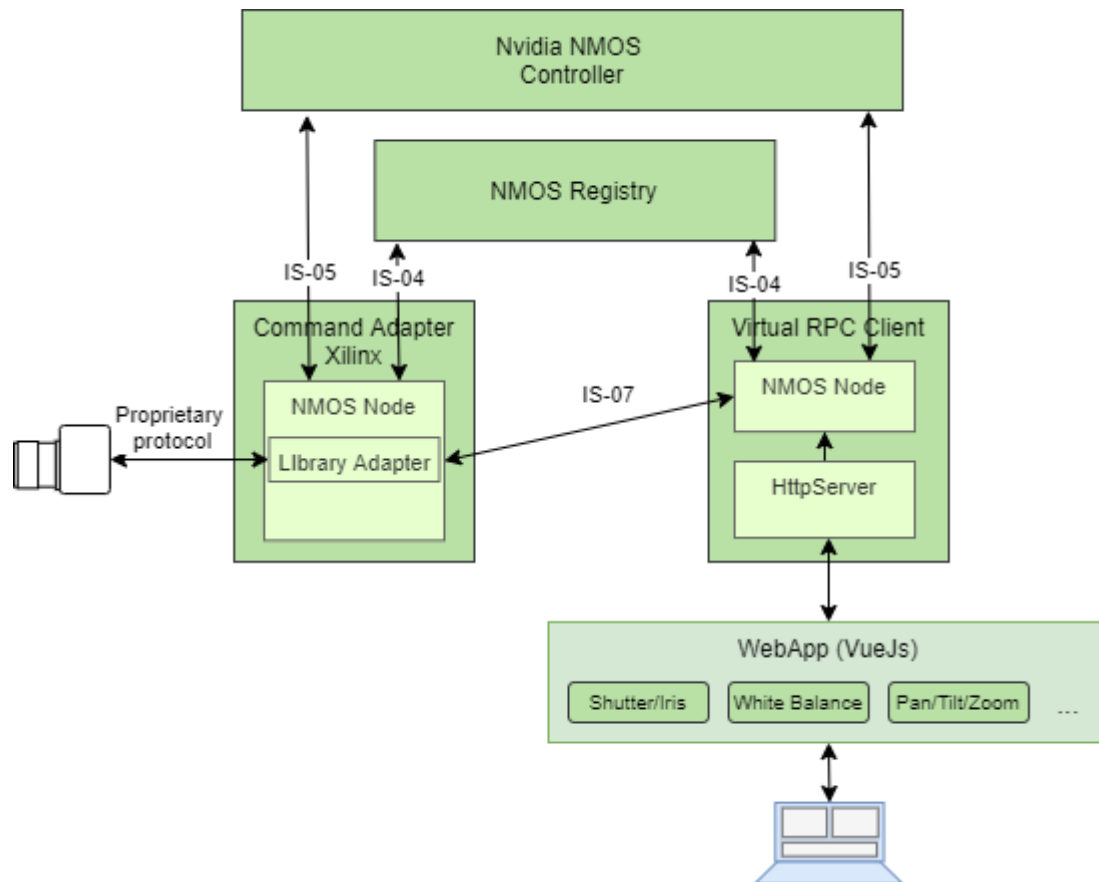 Nvidia NMOS
Controller
NMOS Registry
IS-05
IS-04
IS-04
IS-05
Command Adapter
Xilinx
Virtual RPC Client
NMOS Node
NMOS Node
IS-07
Proprietary
protocol
LIbrary Adapter
HttpServer
WebApp (VueJs)
Shutter/Iris
White Balance
Pan/Tilt/Zoom
...